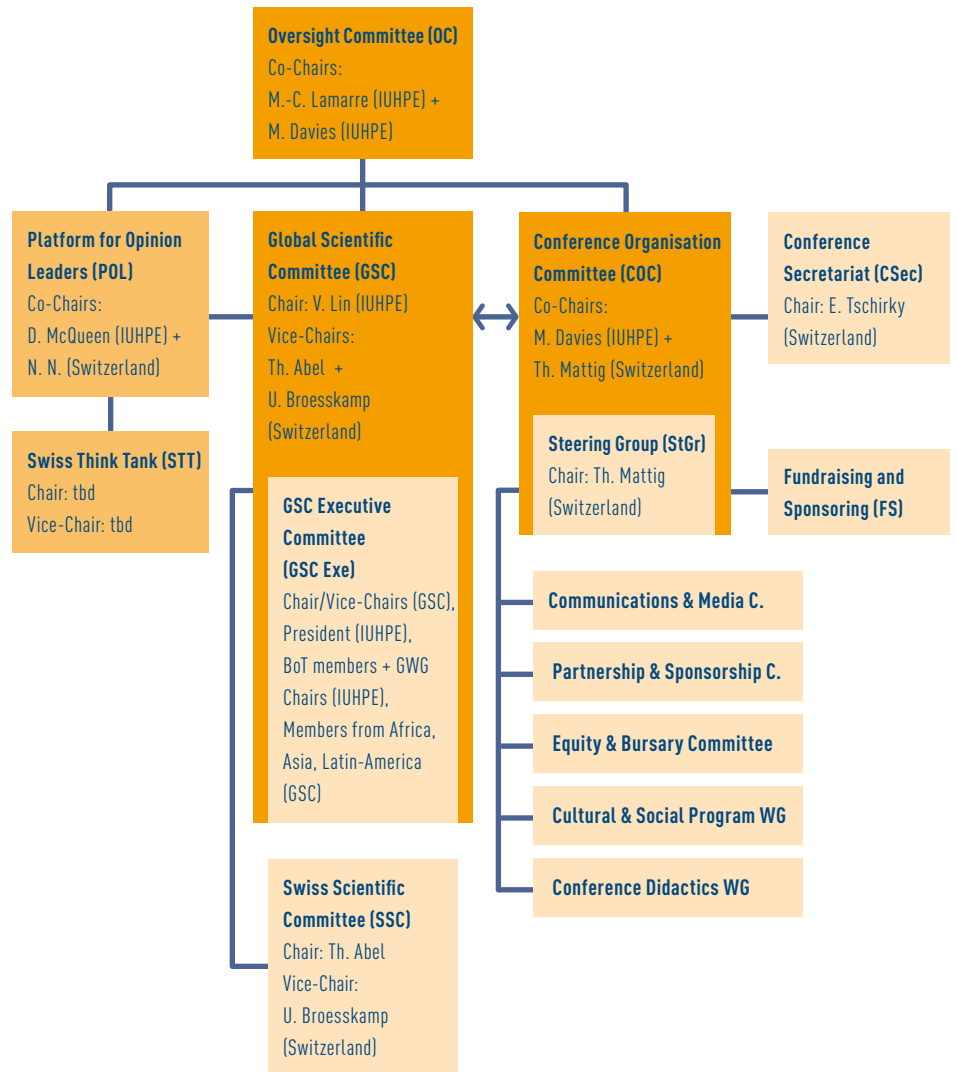 Oversight Committee (OC)
Co-Chairs:
M.-C. Lamarre (IUHPE) +
M. Davies (IUHPE)
Platform for Opinion
Leaders (POL)
Co-Chairs:
D. McQueen (IUHPE) +
N. N. (Switzerland)
Swiss Think Tank (STT)
Chair: tbd
Vice-Chair: tbd
Global Scientific
Committee (GSC)
Chair: V. Lin (IUHPE)
Vice-Chairs:
Th. Abel +
U. Broesskamp
(Switzerland)
GSC Executive
Committee
(GSC Exe)
Chair/Vice-Chairs (GSC),
President (IUHPE),
BoT members + GWG
Chairs (IUHPE),
Members from Africa,
Asia, Latin-America
(GSC)
Swiss Scientific
Committee (SSC)
Chair: Th. Abel
Vice-Chair:
U. Broesskamp
(Switzerland)
Conference Organisation
Committee (COC)
Co-Chairs:
M. Davies (IUHPE) +
Th. Mattig (Switzerland)
Steering Group (StGr)
Chair: Th. Mattig
(Switzerland)
Conference
Secretariat (CSec)
Chair: E. Tschirky
(Switzerland)
Fundraising and
Sponsoring (FS)
Communications & Media C.
Partnership & Sponsorship C.
Equity & Bursary Committee
Cultural & Social Program WG
Conference Didactics WG